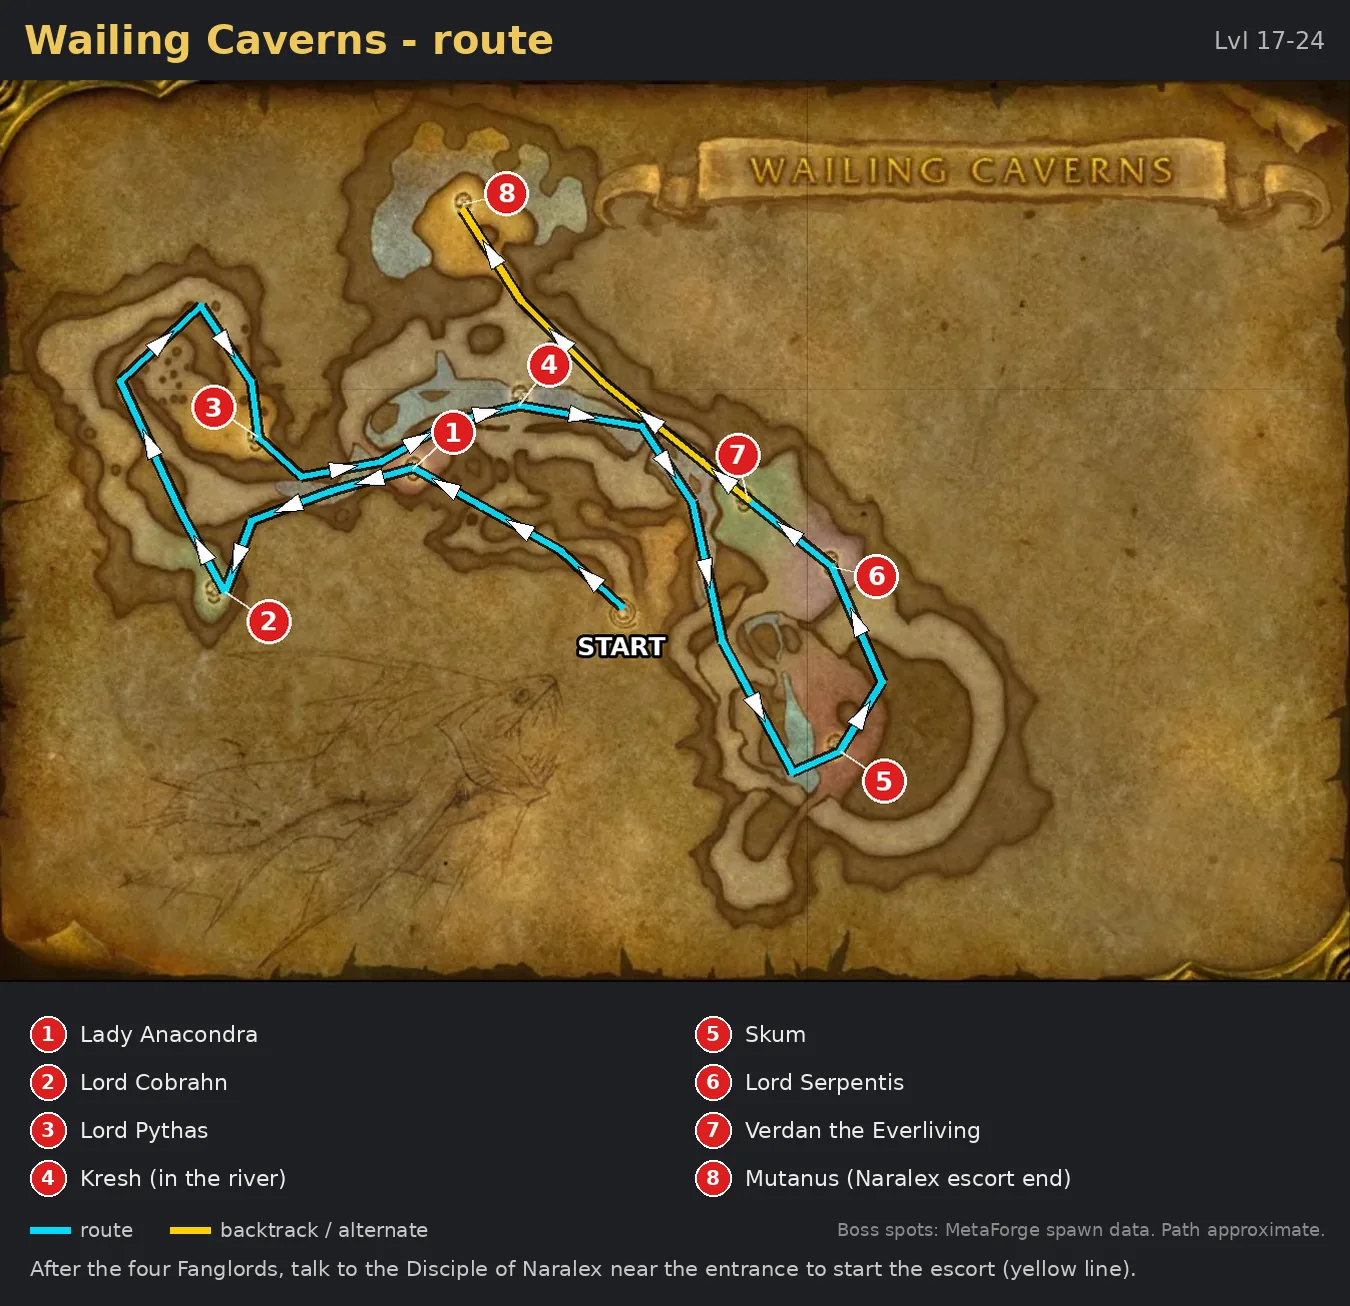 Wailing Caverns - route
Lvl 17-24
WAILING CAVERNS
8
4
3
1
7
6
2
START
5
1 Lady Anacondra
2 Lord Cobrahn
3 Lord Pythas
4 Kresh (in the river)
5 Skum
6 Lord Serpentis
7 Verdan the Everliving
8 Mutanus (Naralex escort end)
route
backtrack / alternate
Boss spots: MetaForge spawn data. Path approximate.
After the four Fanglords, talk to the Disciple of Naralex near the entrance to start the escort (yellow line).